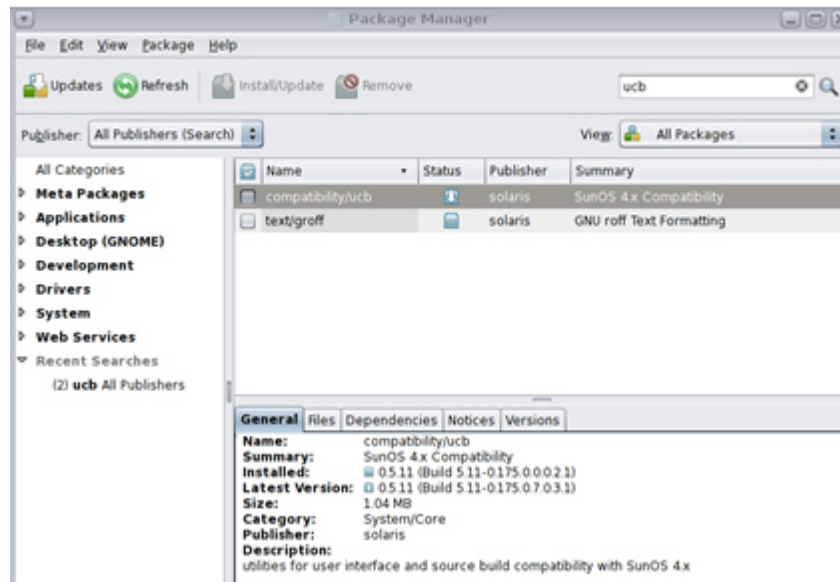 Package Manager
File Edit View Package Help
Updates Refresh Install/Update Remove ucb
Publisher: All Publishers (Search) View: All Packages
All Categories
Meta Packages
Applications
Desktop (GNOME)
Development
Drivers
System
Web Services
Recent Searches
(2) ucb All Publishers
Name Status Publisher Summary
compatibility/ucb solaris SunOS 4.x Compatibility
text/groff solaris GNU roff Text Formatting
General Files Dependencies Notices Versions
Name: compatibility/ucb
Summary: SunOS 4.x Compatibility
Installed: 0.5.11 (Build 5.11-0.175.0.0.0.2.1)
Latest Version: 0.5.11 (Build 5.11-0.175.0.7.0.3.1)
Size: 1.04 MB
Category: System/Core
Publisher: solaris
Description:
utilities for user interface and source build compatibility with SunOS 4.x